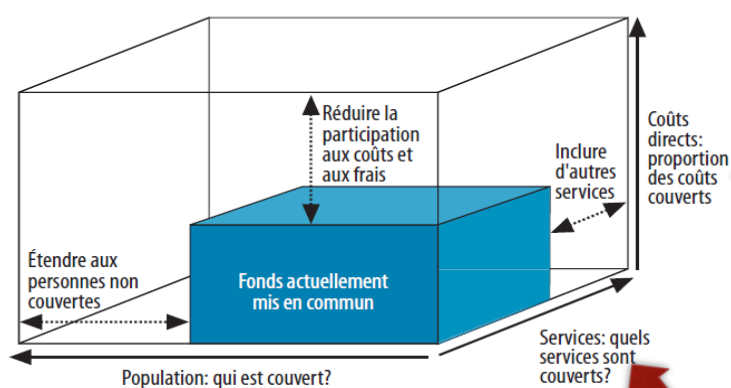 Réduire la
participation
aux coûts et
aux frais
Inclure
d'autres
services
Coûts
directs:
proportion
des coûts
couverts
Étendre aux
personnes non
couvertes
Fonds actuellement
mis en commun
Services: quels
services sont
couverts?
Population: qui est couvert?